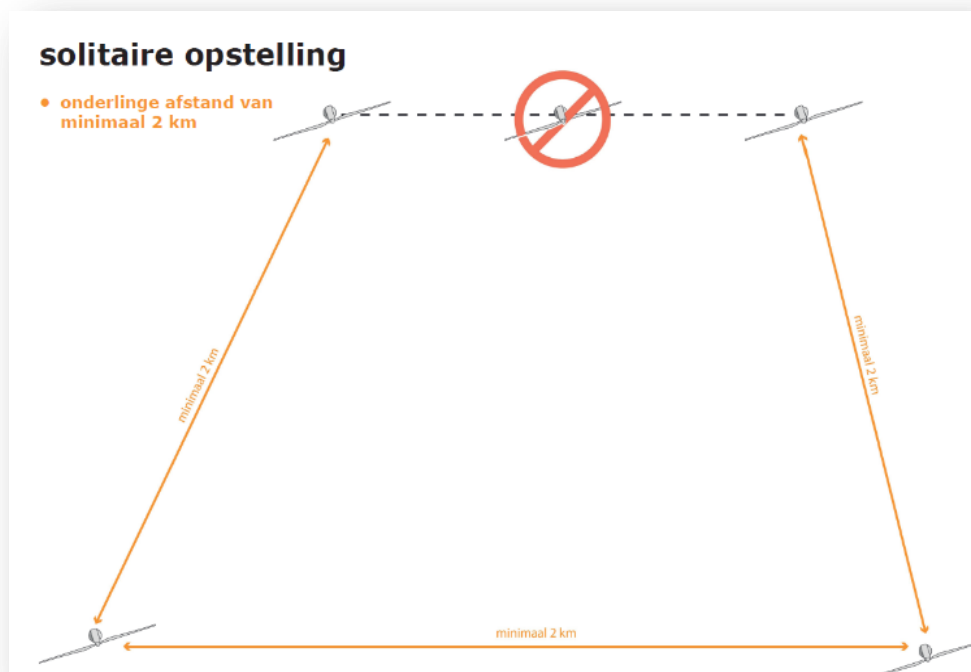 solitaire opstelling
• onderlinge afstand van
minimaal 2 km
minimaal 2 km
minimaal 2 km
minimaal 2 km